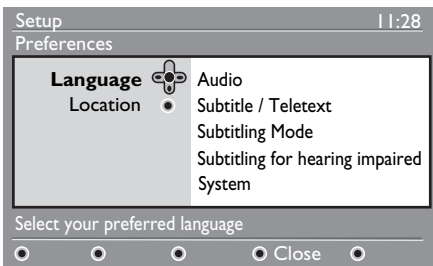 Setup 11:28
Preferences
Language Audio
Location Subtitle / Teletext
Subtitling Mode
Subtitling for hearing impaired
System
Select your preferred language
Close